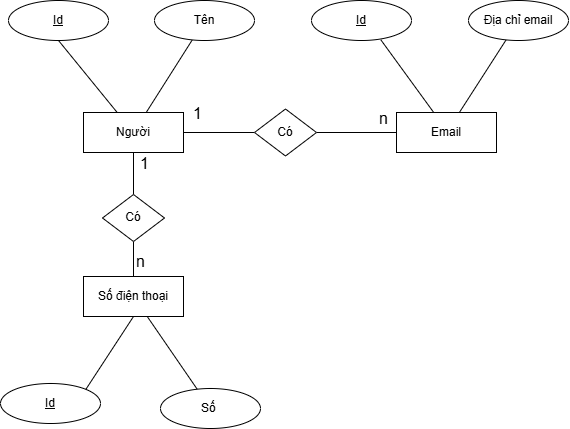 Id
Tên
Id
Địa chỉ email
Người
1
Có
n
Email
1
Có
n
Số điện thoại
Id
Số